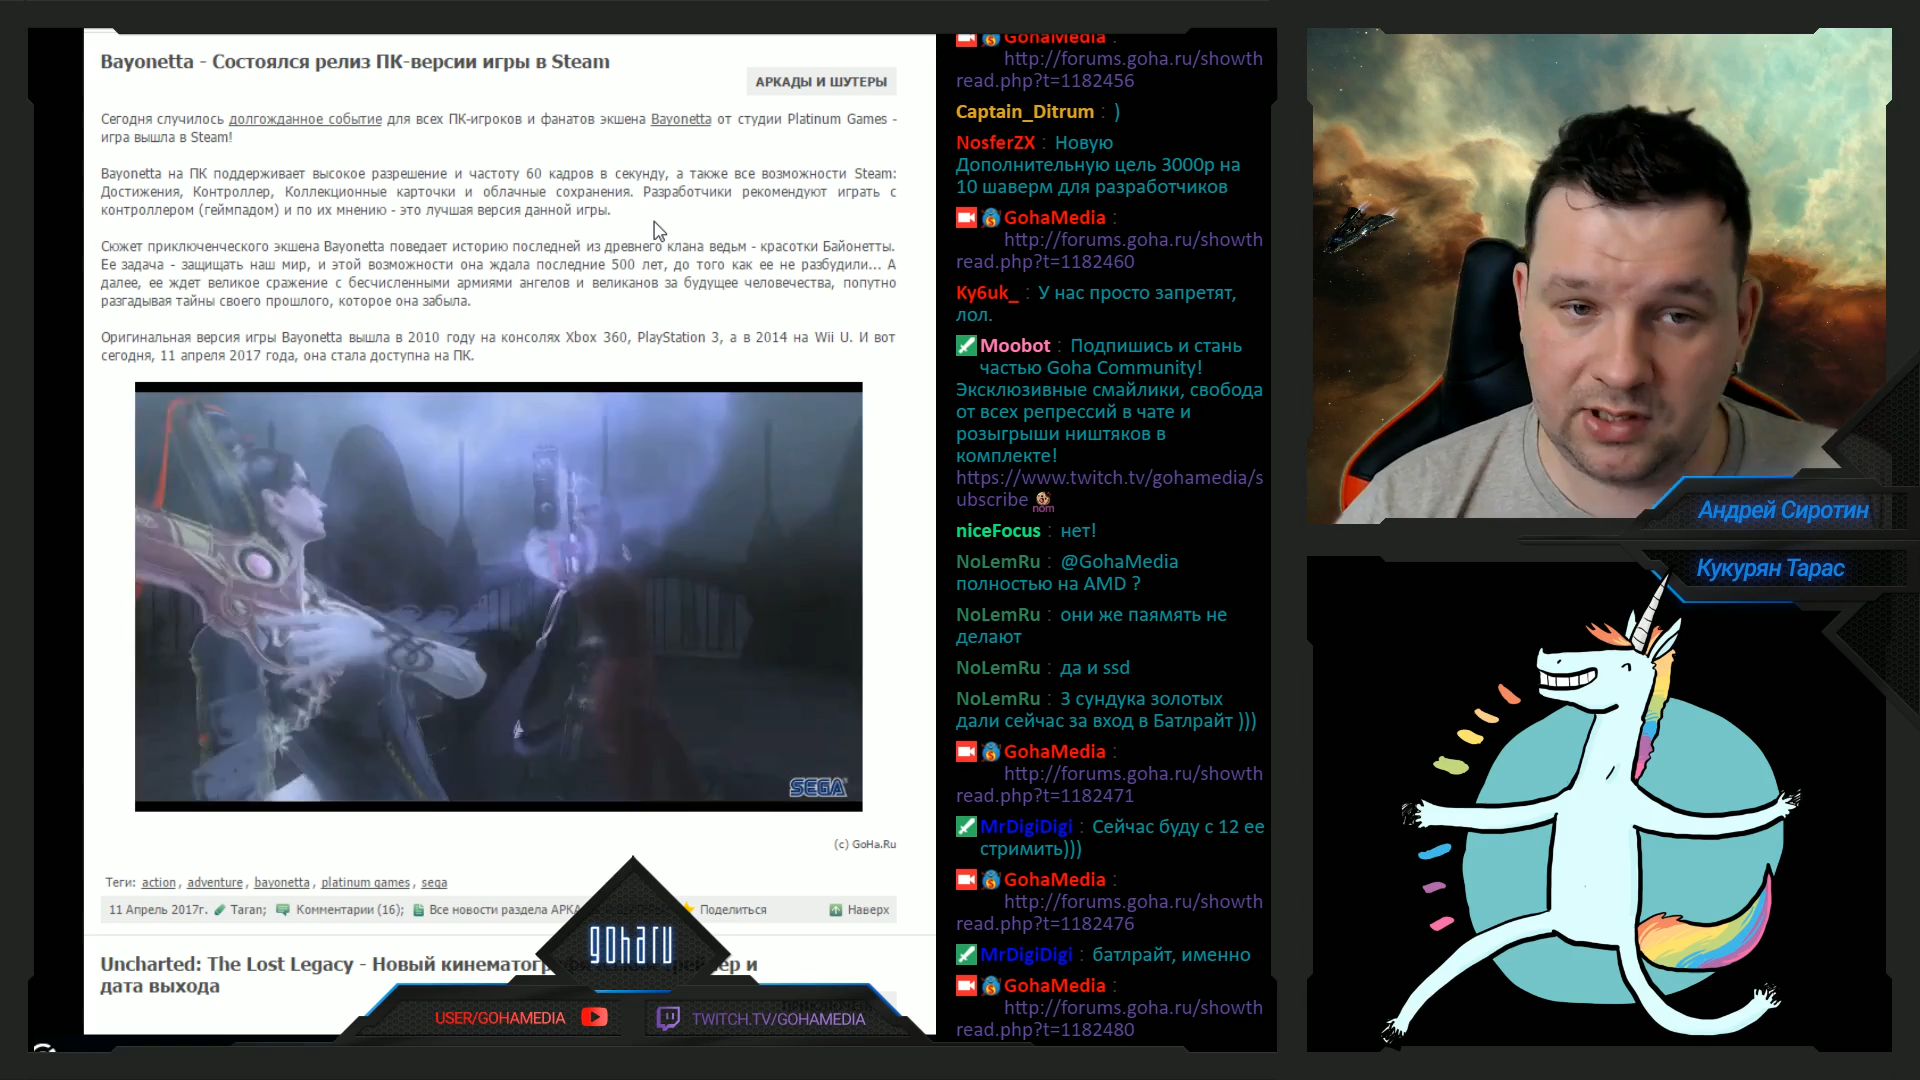 Bayonetta - Состоялся релиз ПК-версии игры в Steam
АРКАДЫ И ШУТЕРЫ
Сегодня случилось долгожданное событие для всех ПК-игроков и фанатов экшена Bayonetta от студии Platinum Games -
игра вышла в Steam!
Bayonetta на ПК поддерживает высокое разрешение и частоту 60 кадров в секунду, а также все возможности Steam:
Достижения, Контроллер, Коллекционные карточки и облачные сохранения. Разработчики рекомендуют играть с
контроллером (геймпадом) и по их мнению - это лучшая версия данной игры.
Сюжет приключенческого экшена Bayonetta поведает историю последней из древнего клана ведьм - красотки Байонетты.
Ее задача - защищать наш мир, и этой возможности она ждала последние 500 лет, до того как ее не разбудили... А
далее, ее ждет великое сражение с бесчисленными армиями ангелов и великанов за будущее человечества, попутно
разгадывая тайны своего прошлого, которое она забыла.
Оригинальная версия игры Bayonetta вышла в 2010 году на консолях Xbox 360, PlayStation 3, а в 2014 на Wii U. И вот
сегодня, 11 апреля 2017 года, она стала доступна на ПК.
SEGA
(c) GoHa.Ru
Теги: action, adventure, bayonetta, platinum games, sega
11 Апрель 2017г. Taran; Комментарии (16); Все новости раздела Поделиться Наверх
Uncharted: The Lost Legacy - Новый и
дата выхода
goharu
USER/GOHAMEDIA
TWITCH.TV/GOHAMEDIA
GohaMedia :
http://forums.goha.ru/showth
read.php?t=1182456
Captain_Ditrum : )
NosferZX : Новую
Дополнительную цель 3000р на
10 шаверм для разработчиков
GohaMedia :
http://forums.goha.ru/showth
read.php?t=1182460
Ky6uk_ : У нас просто запретят,
лол.
Moobot : Подпишись и стань
частью Goha Community!
Эксклюзивные смайлики, свобода
от всех репрессий в чате и
розыгрыши ништяков в
комплекте!
https://www.twitch.tv/gohamedia/s
ubscribe nom
niceFocus : нет!
NoLemRu : @GohaMedia
полностью на AMD ?
NoLemRu : они же паямять не
делают
NoLemRu : да и ssd
NoLemRu : 3 сундука золотых
дали сейчас за вход в Батлрайт )))
GohaMedia :
http://forums.goha.ru/showth
read.php?t=1182471
MrDigiDigi : Сейчас буду с 12 ее
стримить)))
GohaMedia :
http://forums.goha.ru/showth
read.php?t=1182476
MrDigiDigi : батлрайт, именно
GohaMedia :
http://forums.goha.ru/showth
read.php?t=1182480
Андрей Сиротин
Кукурян Тарас